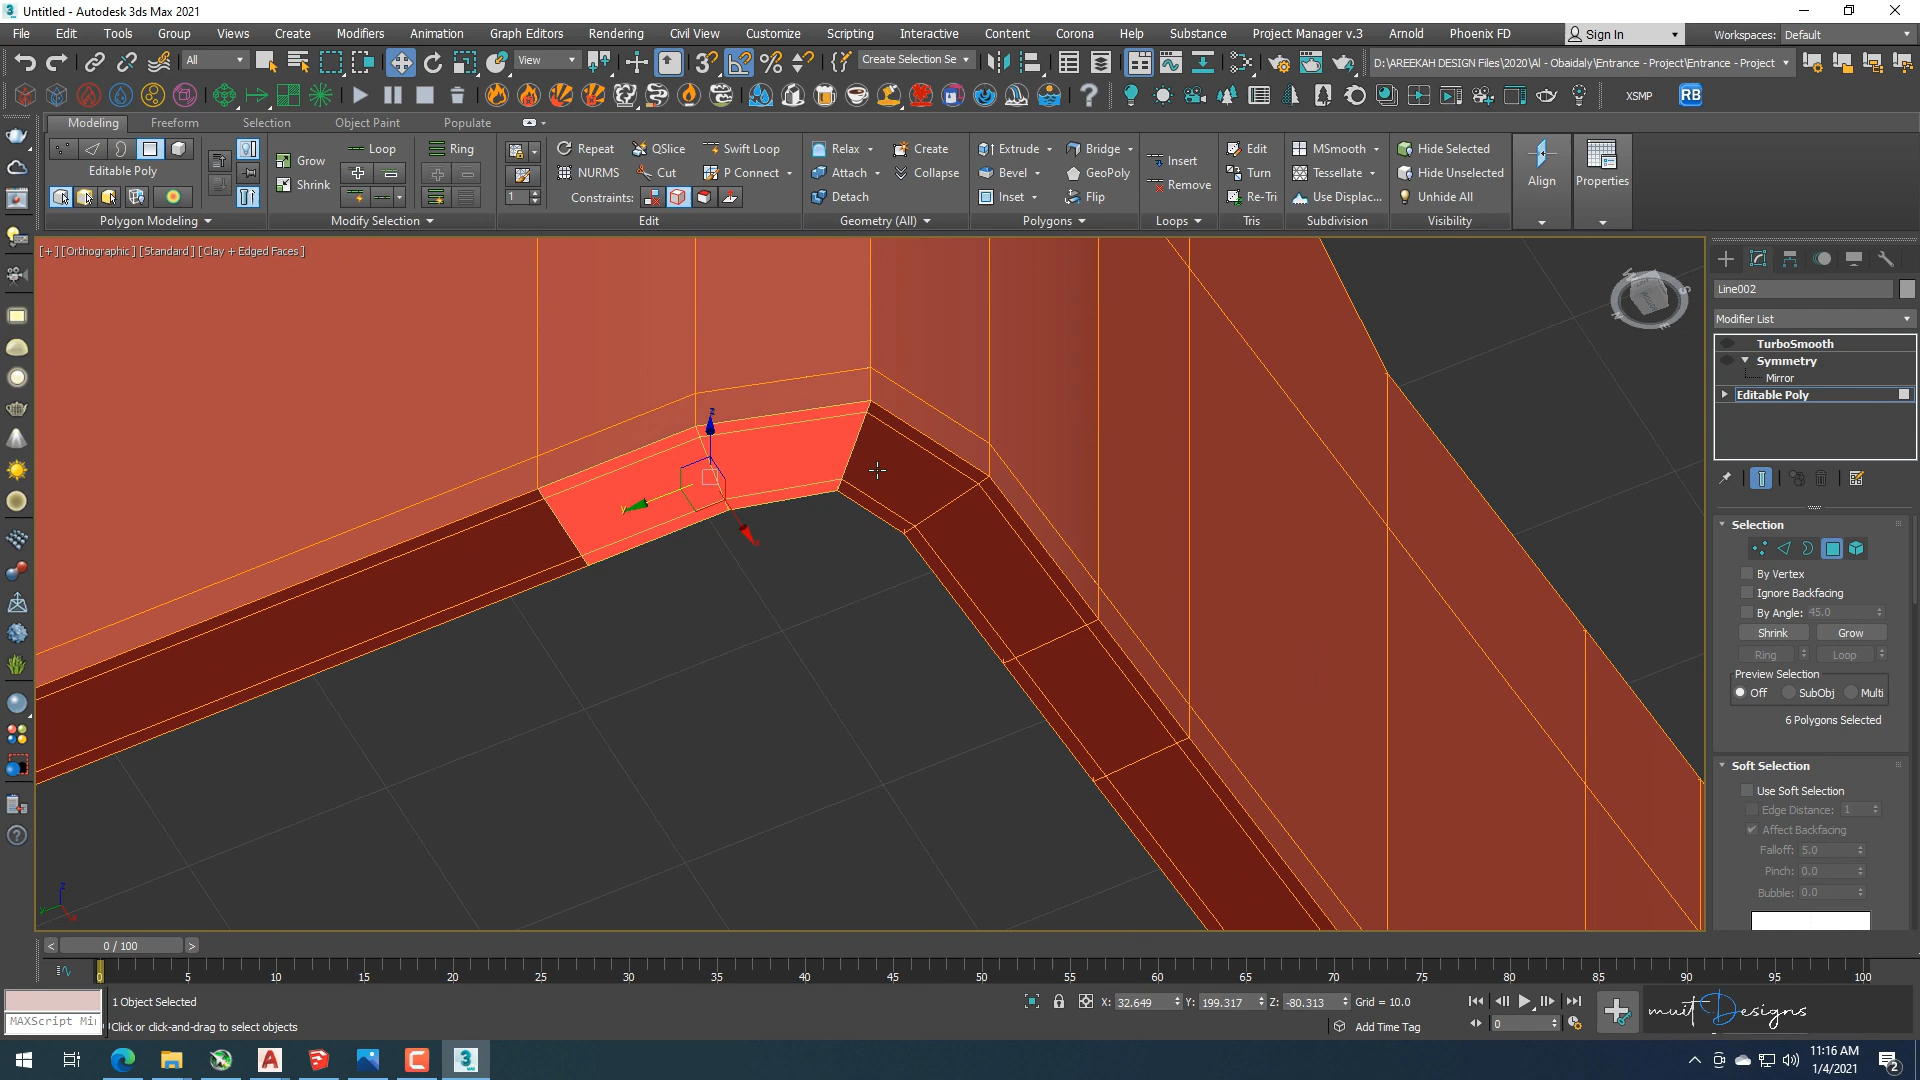 Untitled - Autodesk 3ds Max 2021
File Edit Tools Group Views Create Modifiers Animation Graph Editors Rendering Civil View Customize Scripting Interactive Content Corona Help Substance Project Manager v.3 Arnold Phoenix FD Sign In Workspaces: Default
All View Create Selection Se D:\AREEKAH DESIGN Files\2020\Al - Obaidaly\Entrance - Project\Entrance - Project
XSMP RB
Modeling Freeform Selection Object Paint Populate
Loop Ring Repeat QSlice Swift Loop Relax Create Extrude Bridge Edit MSmooth Hide Selected
Grow Insert
Editable Poly NURMS Cut P Connect Attach Collapse Bevel GeoPoly Turn Tessellate Hide Unselected Align Properties
Shrink Remove
1 Constraints: Detach Inset Flip Re-Tri Use Displac... Unhide All
Polygon Modeling Modify Selection Edit Geometry (All) Polygons Loops Tris Subdivision Visibility
[+] [Orthographic] [Standard] [Clay + Edged Faces]
Line002
Modifier List
TurboSmooth
Symmetry
Mirror
Editable Poly
Selection
By Vertex
Ignore Backfacing
By Angle: 45.0
Shrink Grow
Ring Loop
Preview Selection
Off SubObj Multi
6 Polygons Selected
Soft Selection
Use Soft Selection
Edge Distance: 1
Affect Backfacing
Falloff: 5.0
Pinch: 0.0
Bubble: 0.0
z
y
x
0 / 100
0 5 10 15 20 25 30 35 40 45 50 55 60 65 70 75 80 85 90 95 100
1 Object Selected X: 32.649 Y: 199.317 Z: -80.313 Grid = 10.0
MAXScript Mi
Click or click-and-drag to select objects Add Time Tag 0
muit Designs
11:16 AM
1/4/2021
2